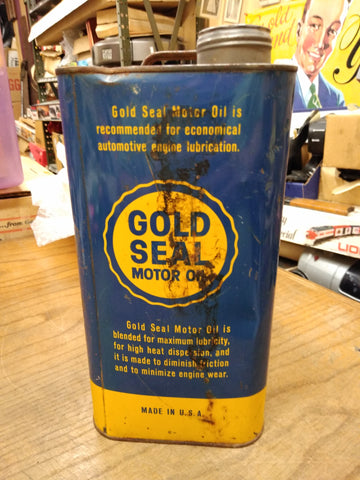 Gold Seal Motor Oil is
recommended for economical
automotive engine lubrication.
GOLD
SEAL
MOTOR OIL
Gold Seal Motor Oil is
blended for maximum lubricity,
for high heat dispersion, and
it is made to diminish friction
and to minimize engine wear.
MADE IN U.S.A.
Gold